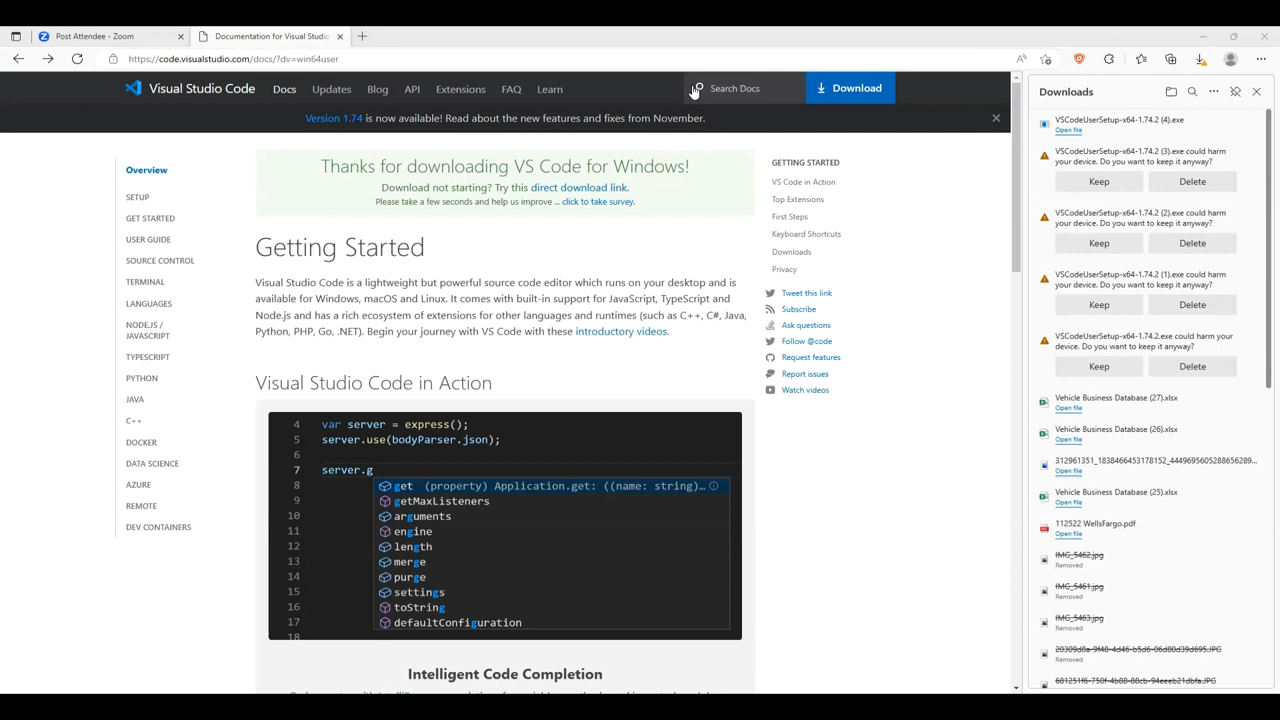 Post Attendee - Zoom
Documentation for Visual Studi
https://code.visualstudio.com/docs/?dv=win64user
Visual Studio Code
Docs
Updates
Blog
API
Extensions
FAQ
Learn
Search Docs
Download
Version 1.74 is now available! Read about the new features and fixes from November.
Overview
SETUP
GET STARTED
USER GUIDE
SOURCE CONTROL
TERMINAL
LANGUAGES
NODE.JS /
JAVASCRIPT
TYPESCRIPT
PYTHON
JAVA
C++
DOCKER
DATA SCIENCE
AZURE
REMOTE
DEV CONTAINERS
Thanks for downloading VS Code for Windows!
Download not starting? Try this direct download link.
Please take a few seconds and help us improve ... click to take survey.
Getting Started
Visual Studio Code is a lightweight but powerful source code editor which runs on your desktop and is
available for Windows, macOS and Linux. It comes with built-in support for JavaScript, TypeScript and
Node.js and has a rich ecosystem of extensions for other languages and runtimes (such as C++, C#, Java,
Python, PHP, Go, .NET). Begin your journey with VS Code with these introductory videos.
Visual Studio Code in Action
4 var server = express();
5 server.use(bodyParser.json);
6
7 server.g
8 get (property) Application.get: ((name: string)…
9 getMaxListeners
10 arguments
11 engine
12 length
13 merge
14 purge
15 settings
16 toString
17 defaultConfiguration
18
Intelligent Code Completion
GETTING STARTED
VS Code in Action
Top Extensions
First Steps
Keyboard Shortcuts
Downloads
Privacy
Tweet this link
Subscribe
Ask questions
Follow @code
Request features
Report issues
Watch videos
Downloads
VSCodeUserSetup-x64-1.74.2 (4).exe
Open file
VSCodeUserSetup-x64-1.74.2 (3).exe could harm
your device. Do you want to keep it anyway?
Keep
Delete
VSCodeUserSetup-x64-1.74.2 (2).exe could harm
your device. Do you want to keep it anyway?
Keep
Delete
VSCodeUserSetup-x64-1.74.2 (1).exe could harm
your device. Do you want to keep it anyway?
Keep
Delete
VSCodeUserSetup-x64-1.74.2.exe could harm your
device. Do you want to keep it anyway?
Keep
Delete
Vehicle Business Database (27).xlsx
Open file
Vehicle Business Database (26).xlsx
Open file
312961351_1838466453178152_4449695605288656289...
Open file
Vehicle Business Database (25).xlsx
Open file
112522 WellsFargo.pdf
Open file
IMG_5462.jpg
Removed
IMG_5461.jpg
Removed
IMG_5463.jpg
Removed
20309d8a-9f48-4d46-b5d6-06d80d39d695.JPG
Removed
681251f6-750f-4b88-88cb-94eeeb21dbfa.JPG